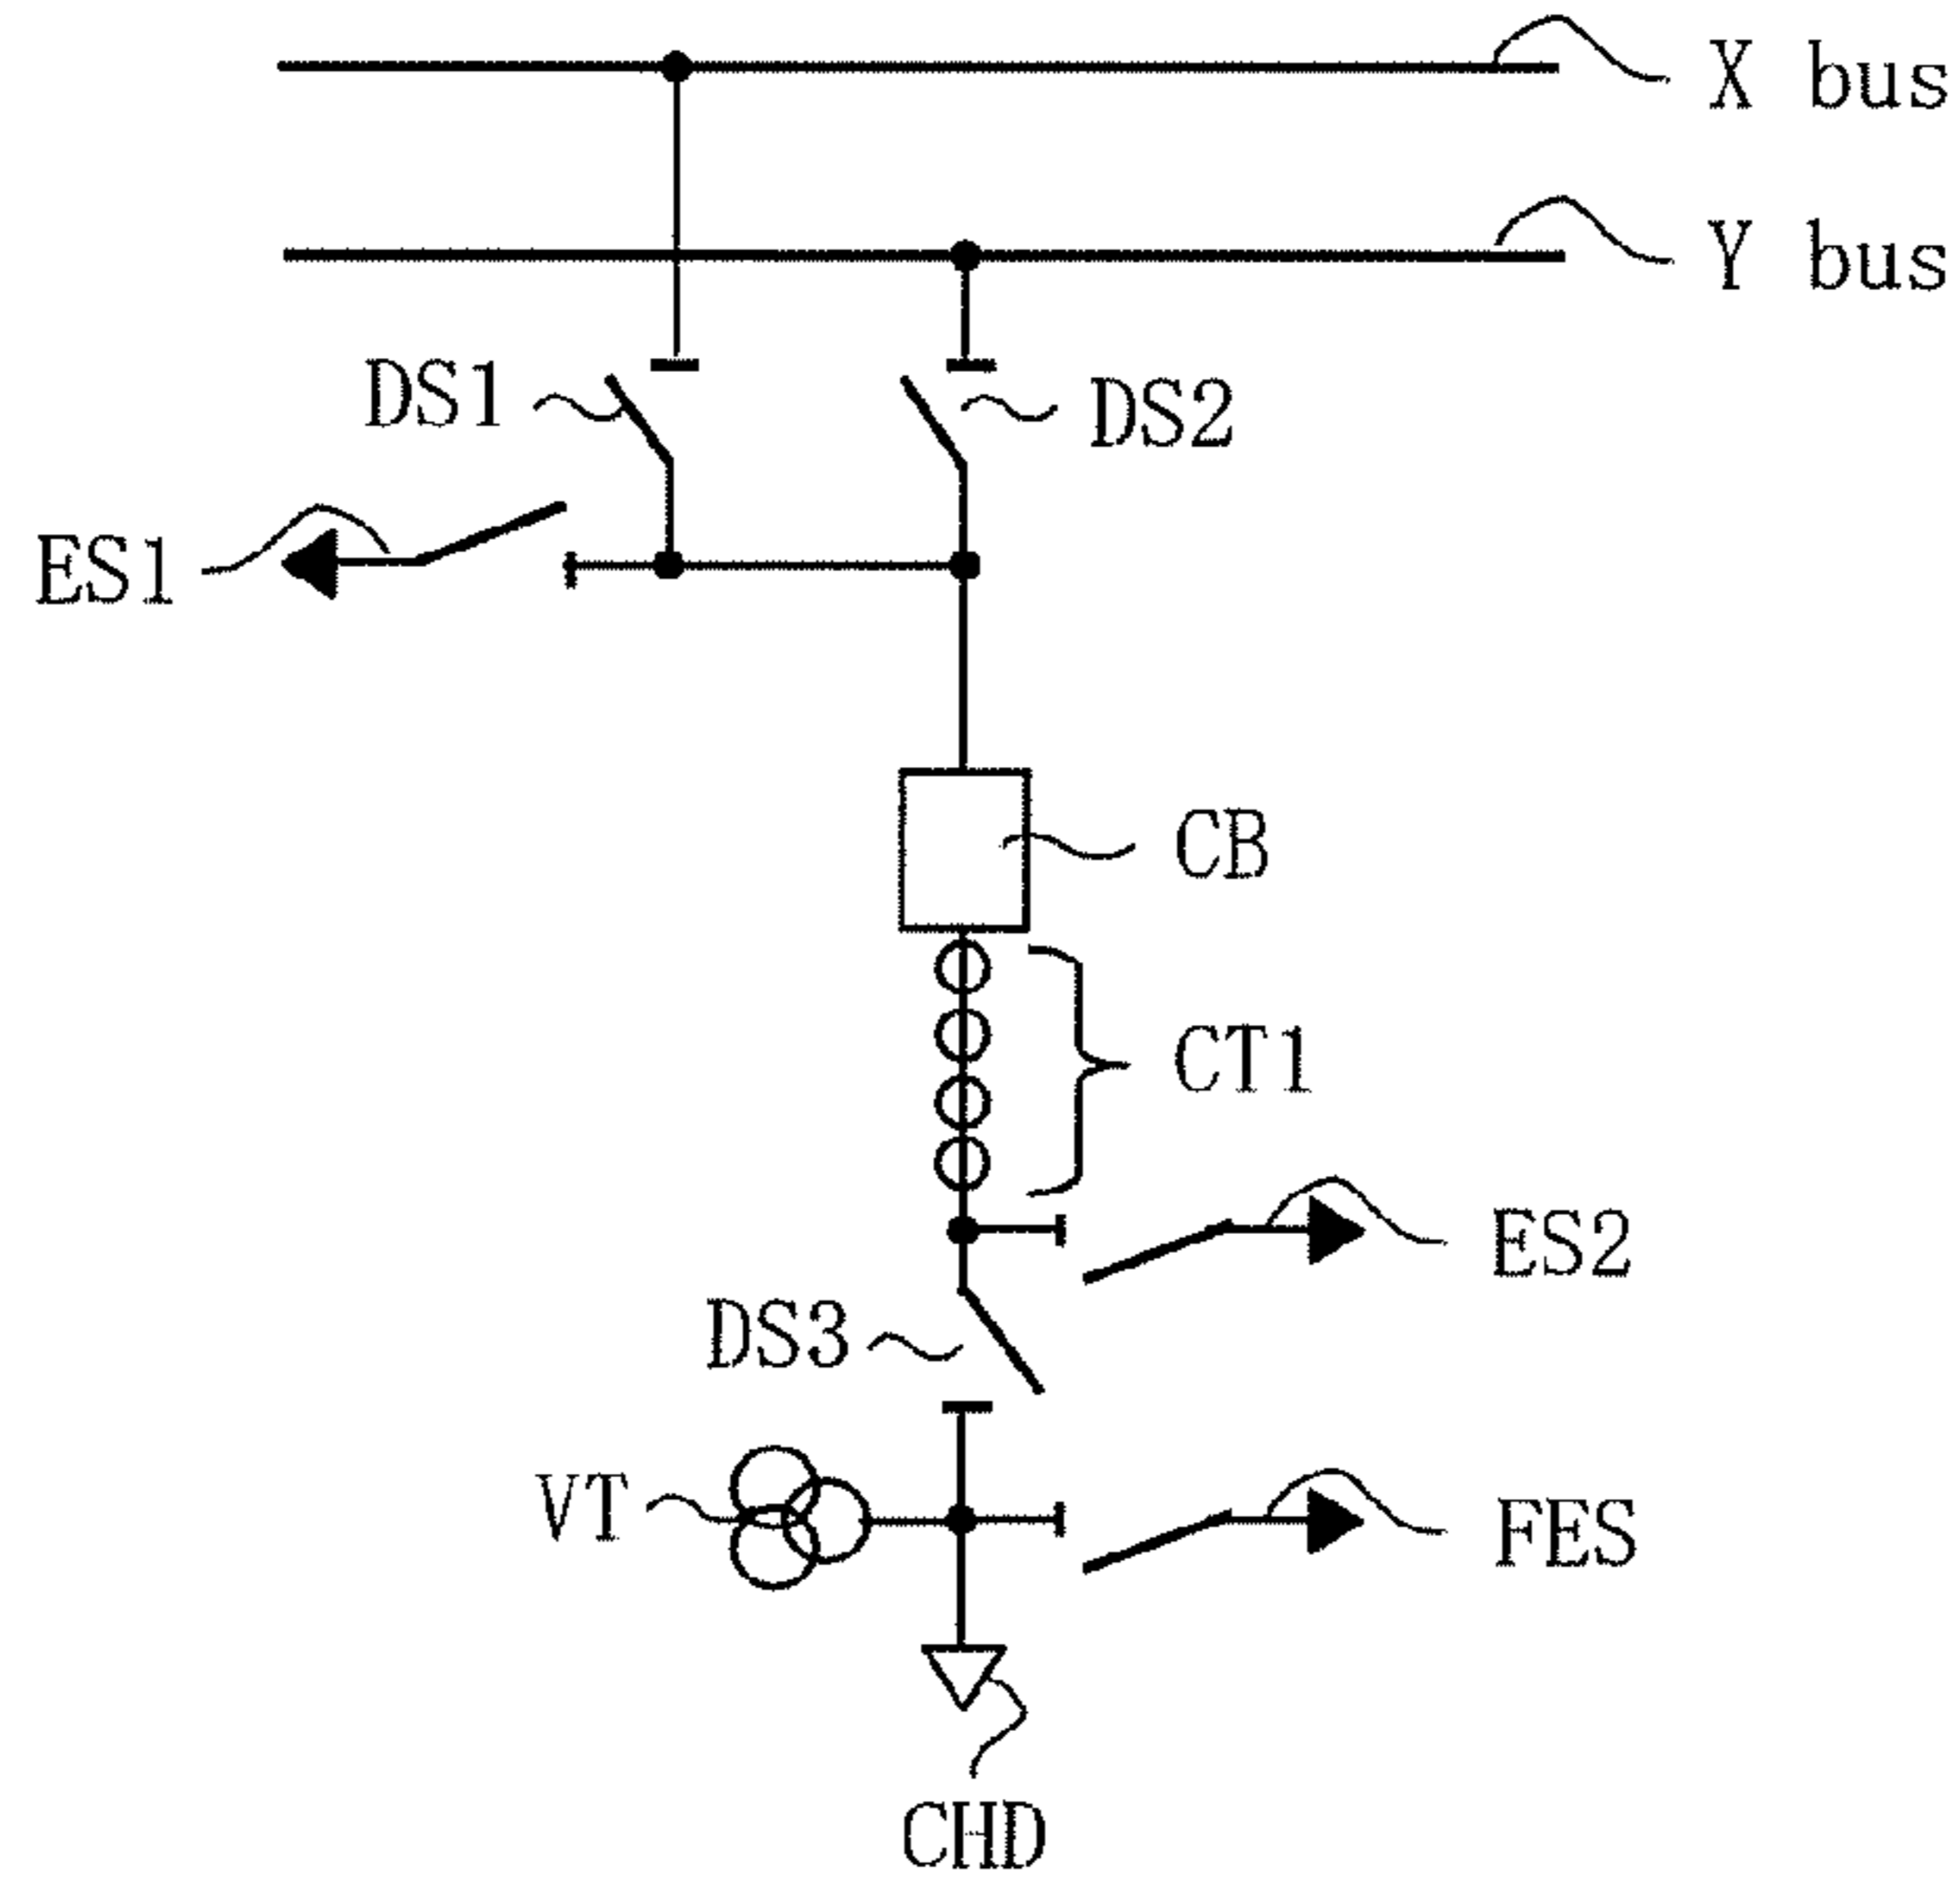 X bus
Y bus
DS1
DS2
ES1
CB
CT1
ES2
DS3
VT
FES
CHD